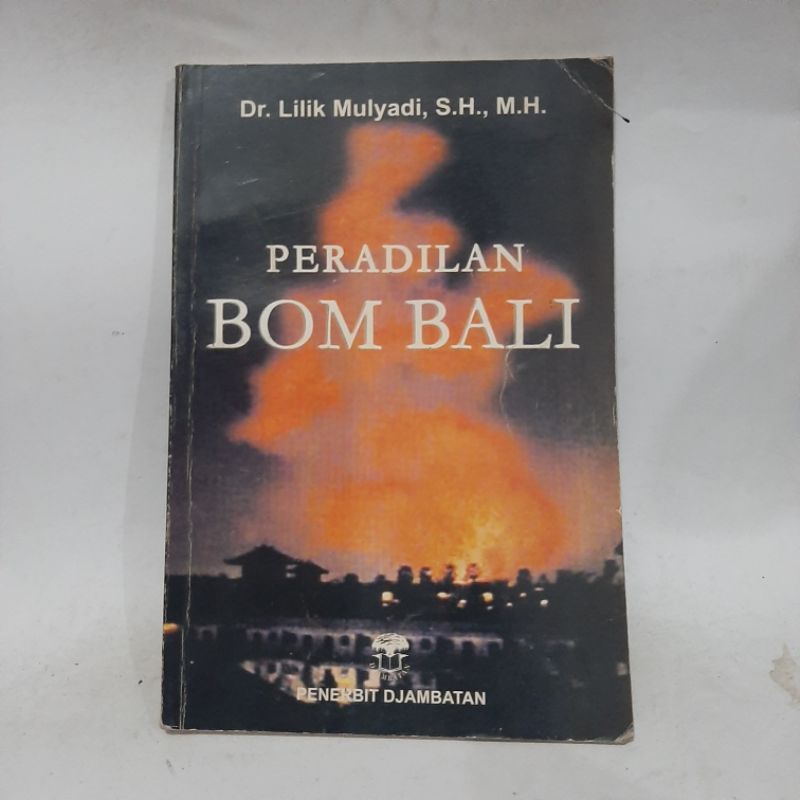 Dr. Lilik Mulyadi, S.H., M.H.
PERADILAN
BOM BALI
PENERBIT DJAMBATAN